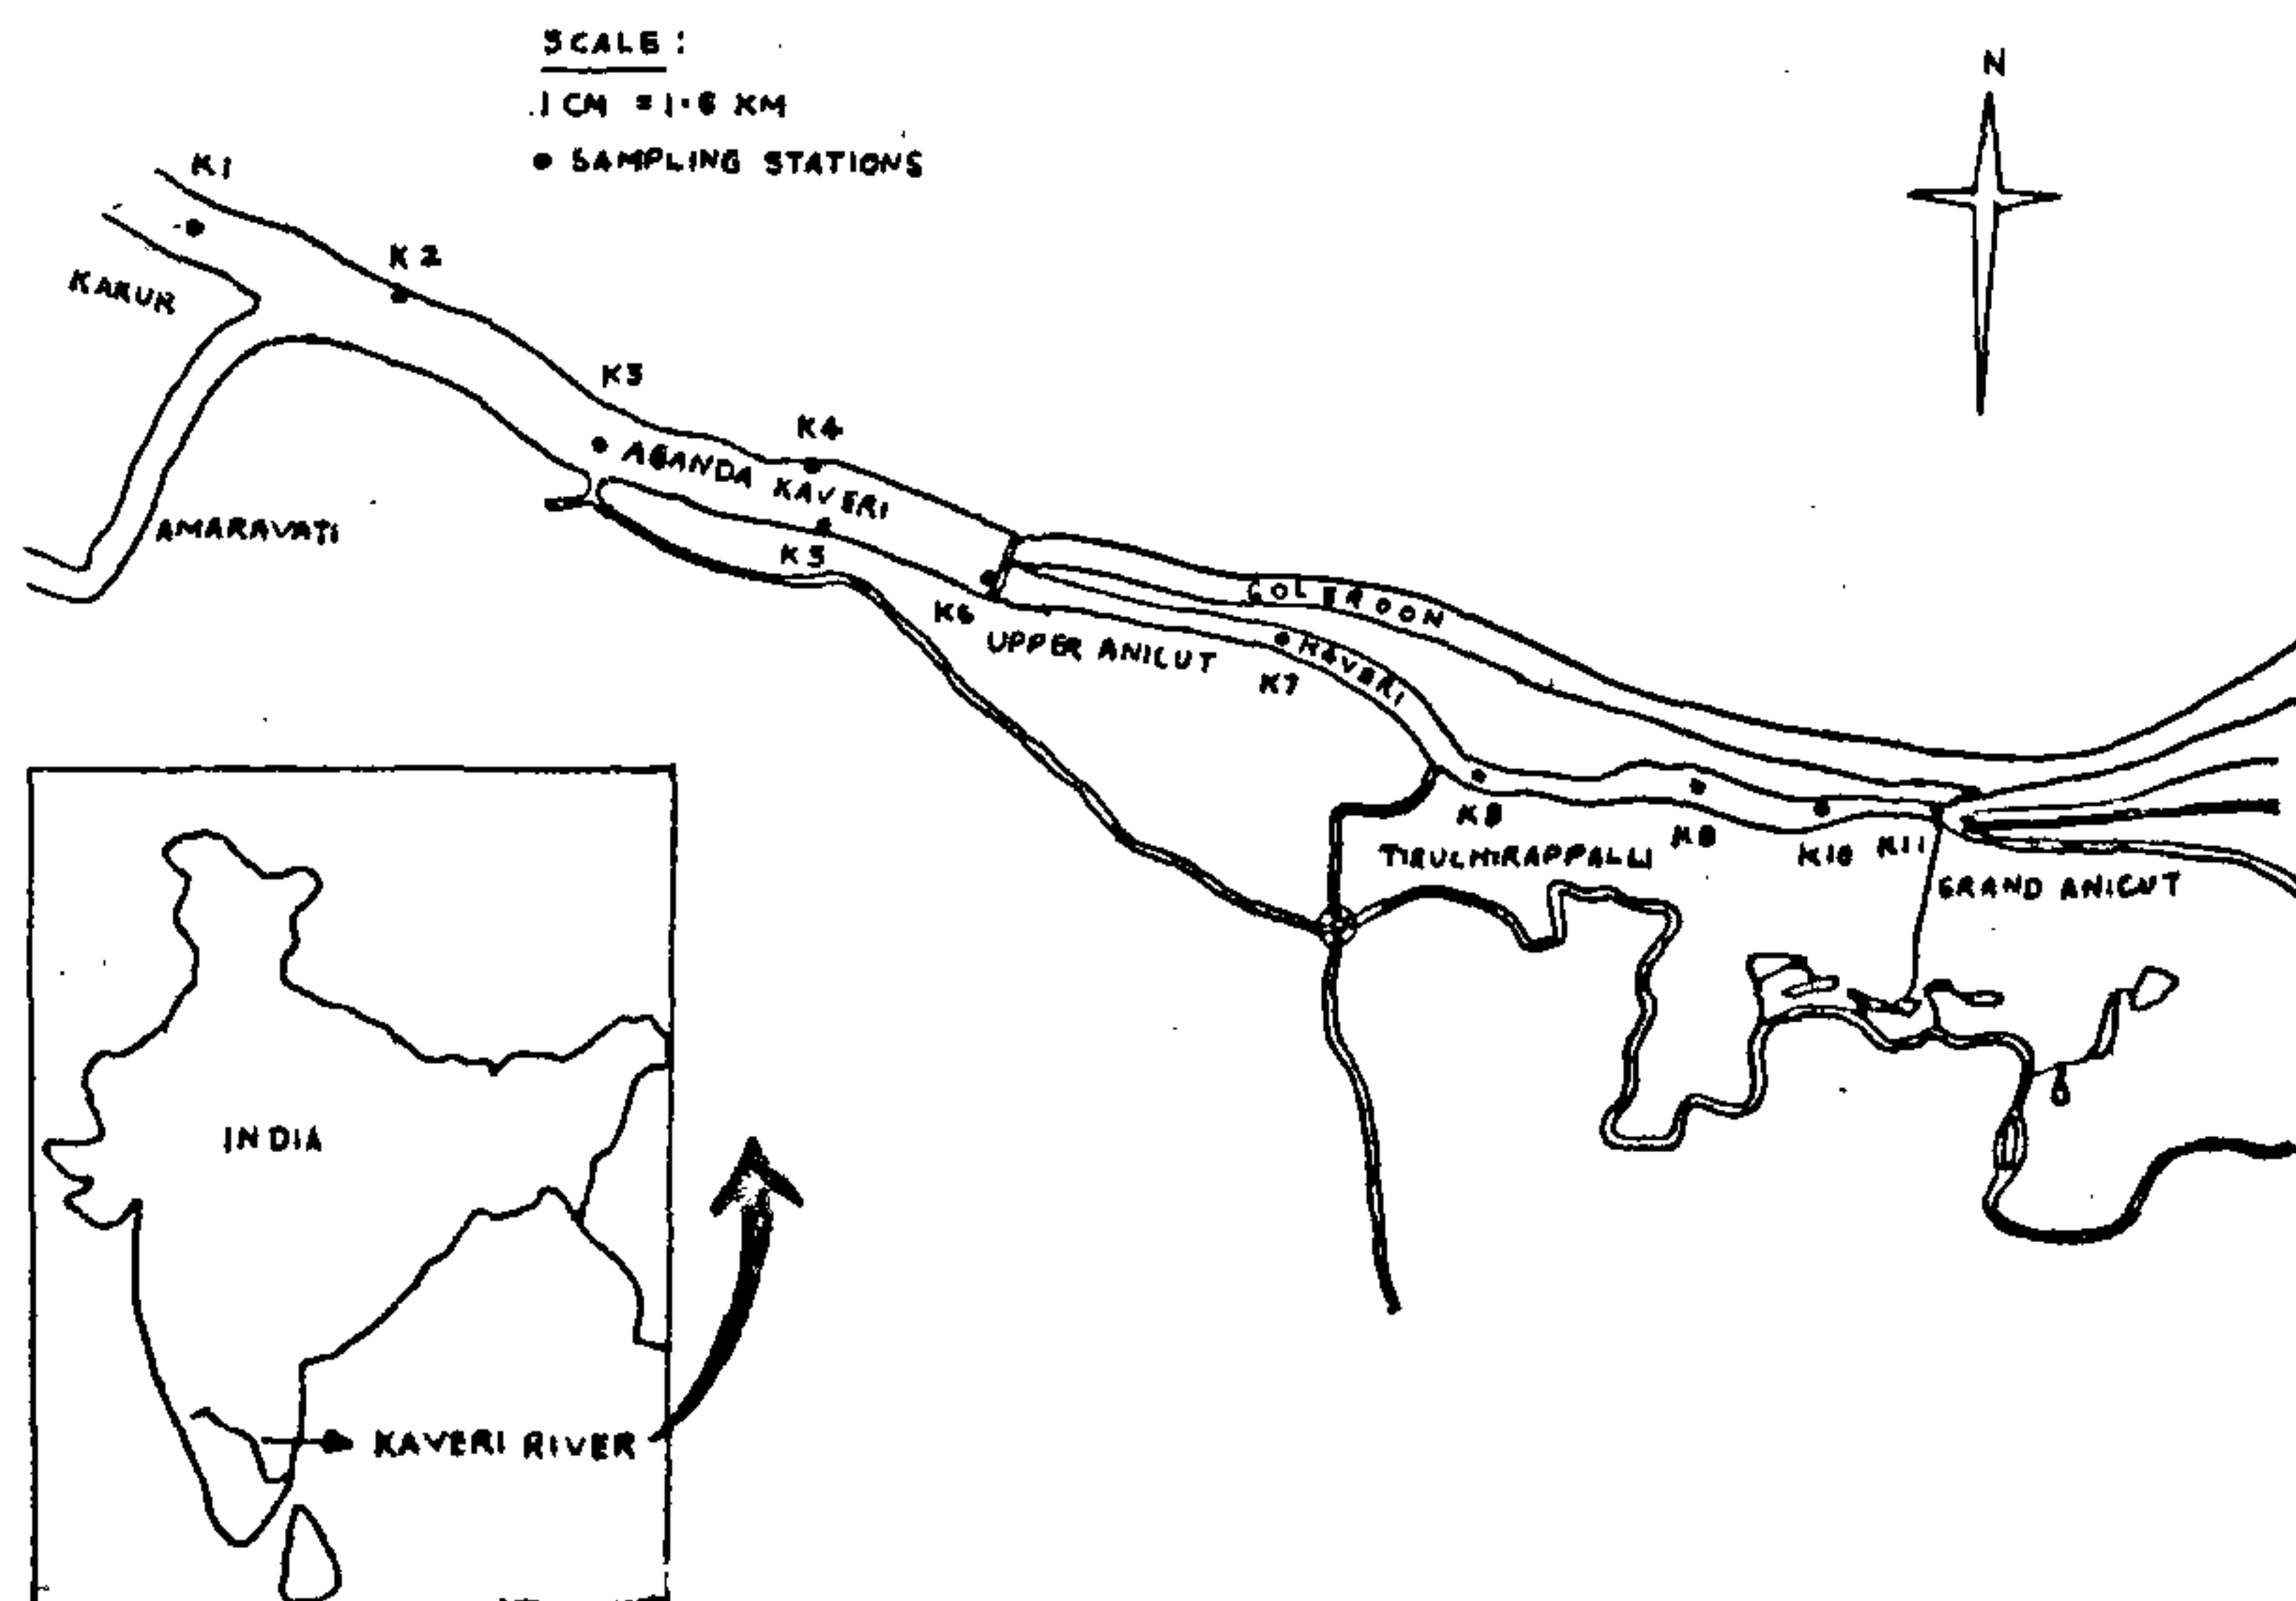 SCALE :
1 CM = 1.6 KM
● SAMPLING STATIONS
N
K1
K2
KARUR
K3
K4
AGANDA KAVERI
AMARAVATI
K5
K6
UPPER ANICUT
COLEROON
KAVERI
K7
K8
TIRUCHIRAPPALLI
K9
K10
K11
GRAND ANICUT
INDIA
KAVERI RIVER